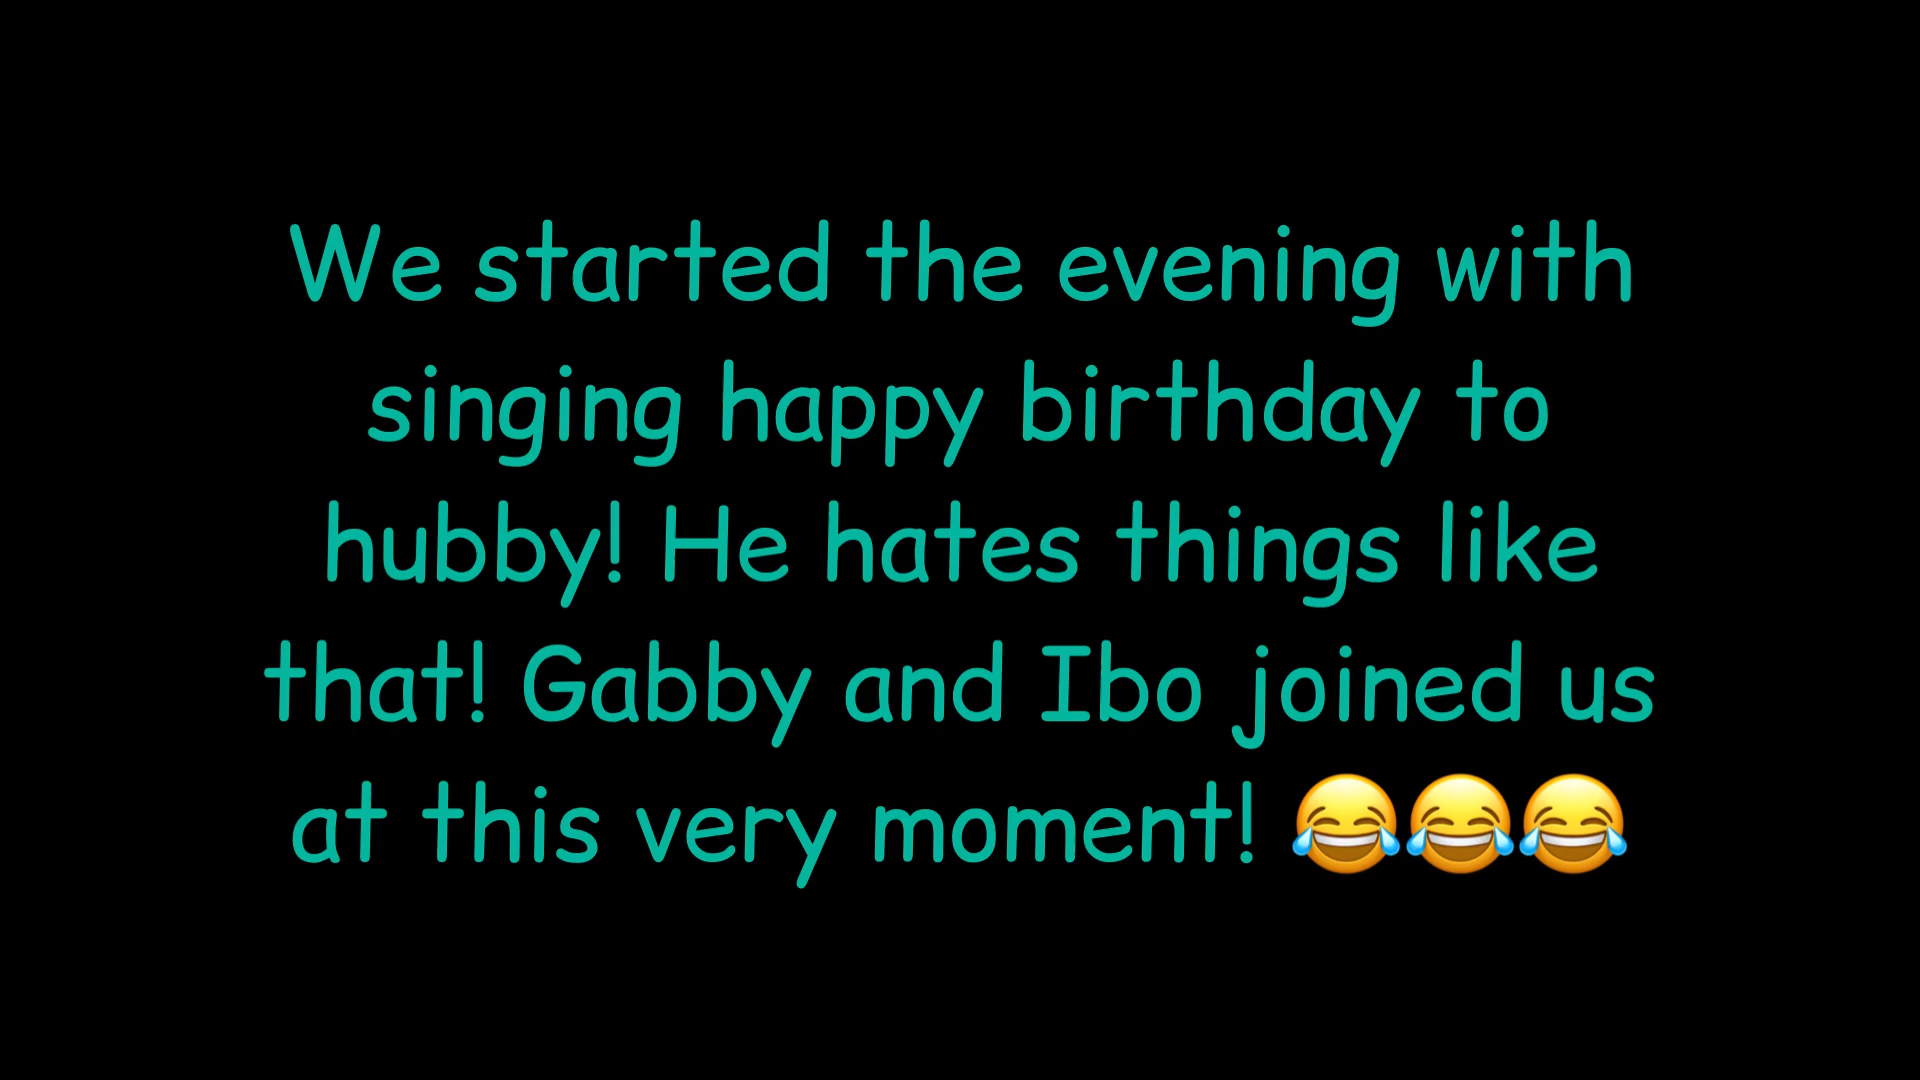 We started the evening with
singing happy birthday to
hubby! He hates things like
that! Gabby and Ibo joined us
at this very moment! 😂😂😂